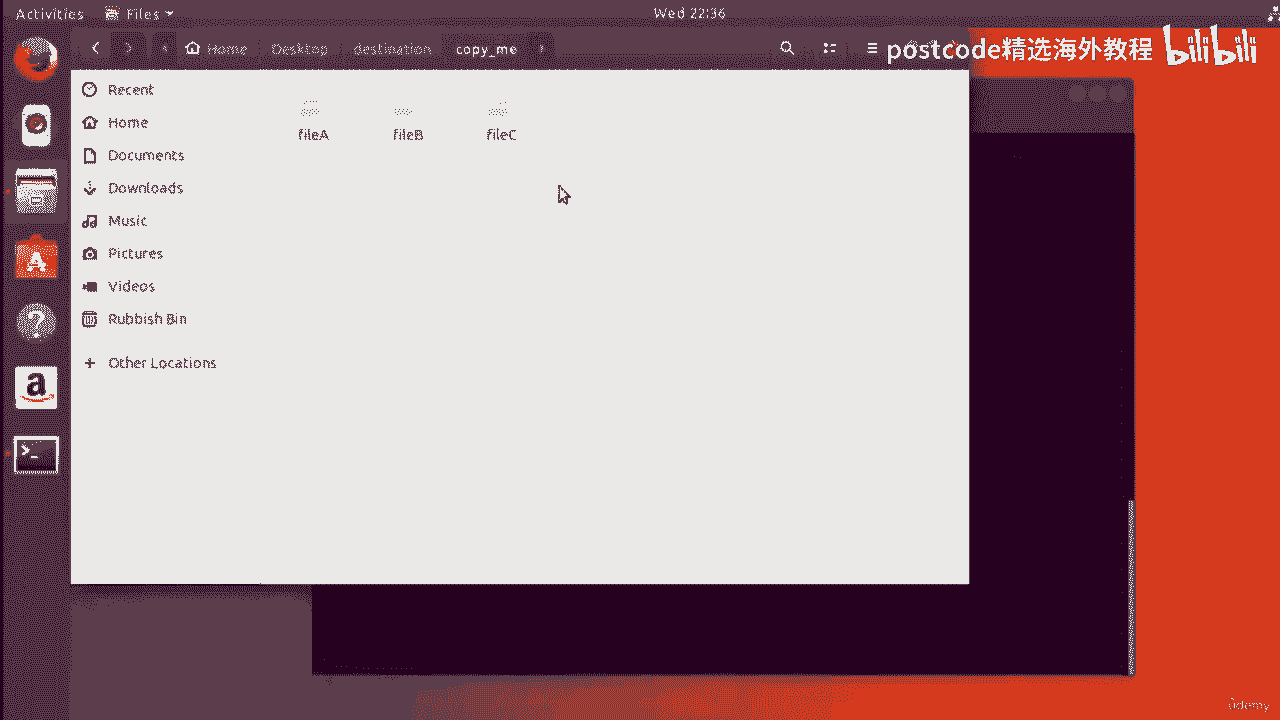 Activities Files Wed 22:36
Home Desktop destination copy_me
postcode精选海外教程 bilibili
Recent
fileA fileB fileC
Home
Documents
Downloads
Music
Pictures
Videos
Rubbish Bin
Other Locations
udemy